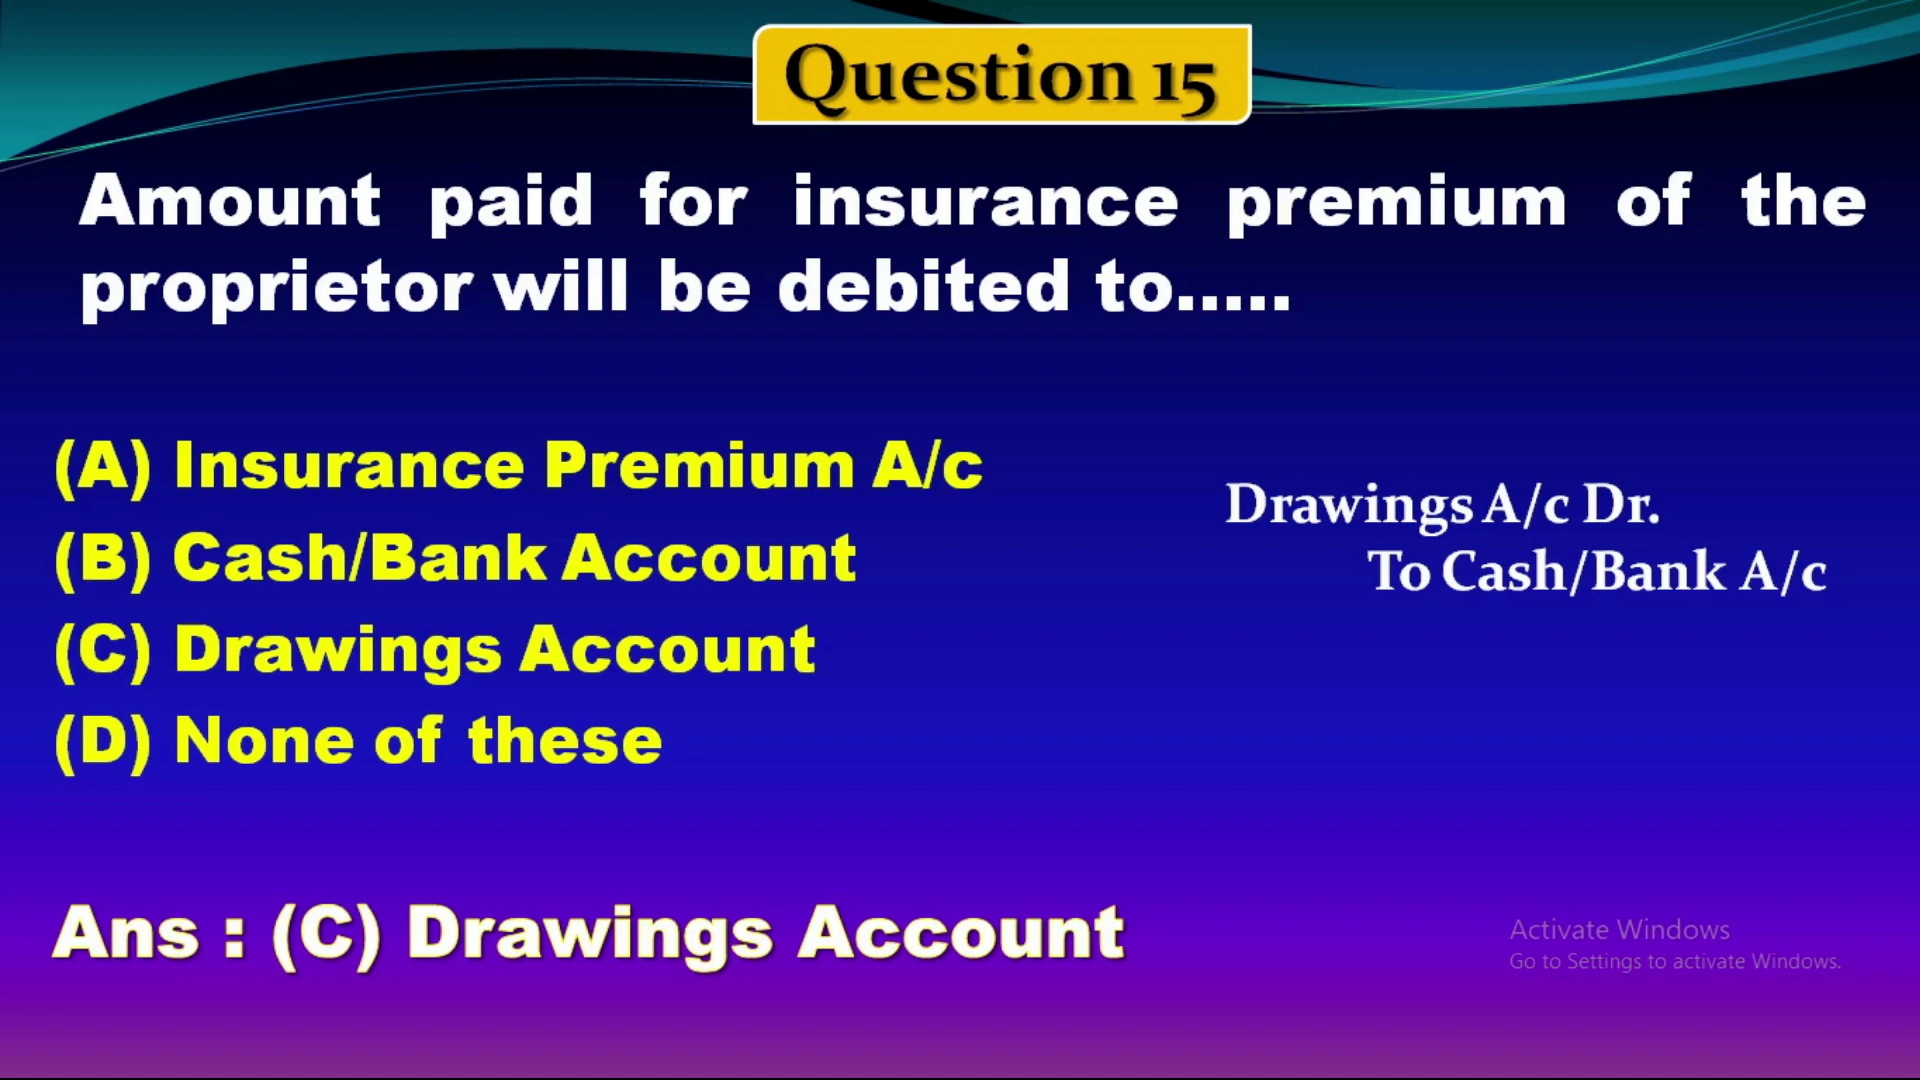 Question 15
Amount paid for insurance premium of the
proprietor will be debited to.....
(A) Insurance Premium A/c
(B) Cash/Bank Account
(C) Drawings Account
(D) None of these
Drawings A/c Dr.
To Cash/Bank A/c
Ans : (C) Drawings Account
Activate Windows
Go to Settings to activate Windows.